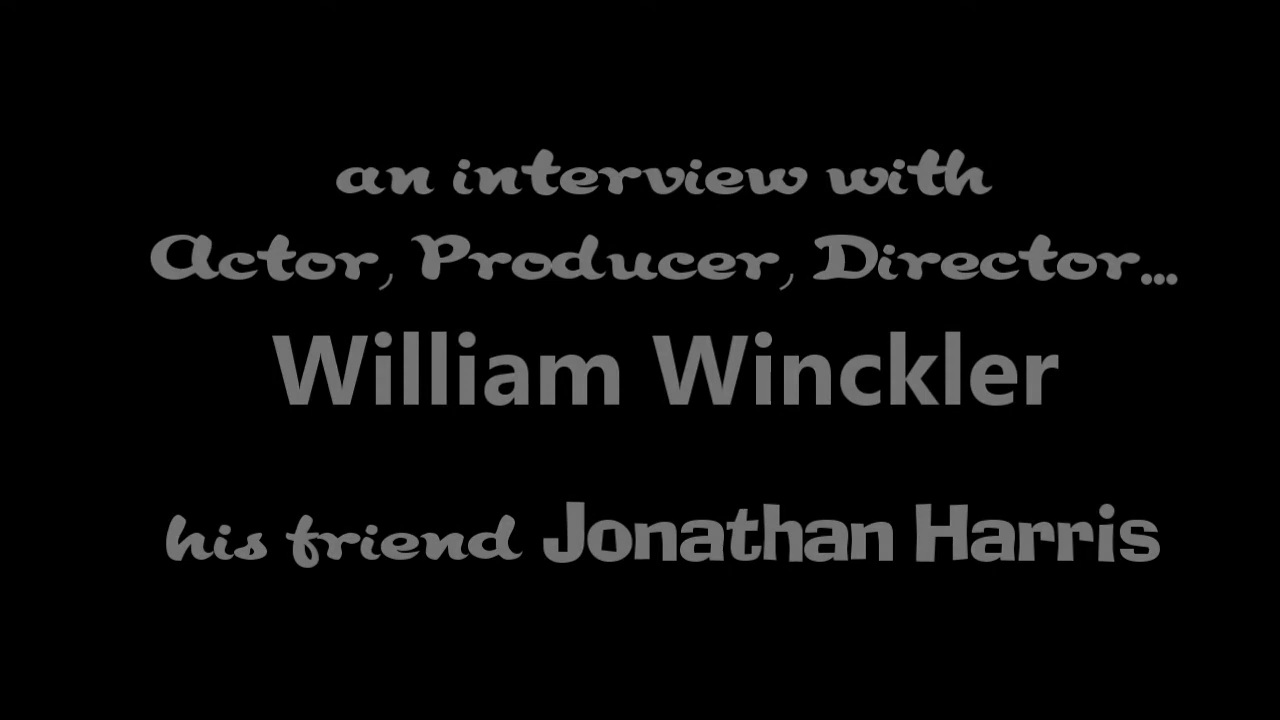 an interview with
Actor, Producer, Director...
William Winckler
his friend Jonathan Harris